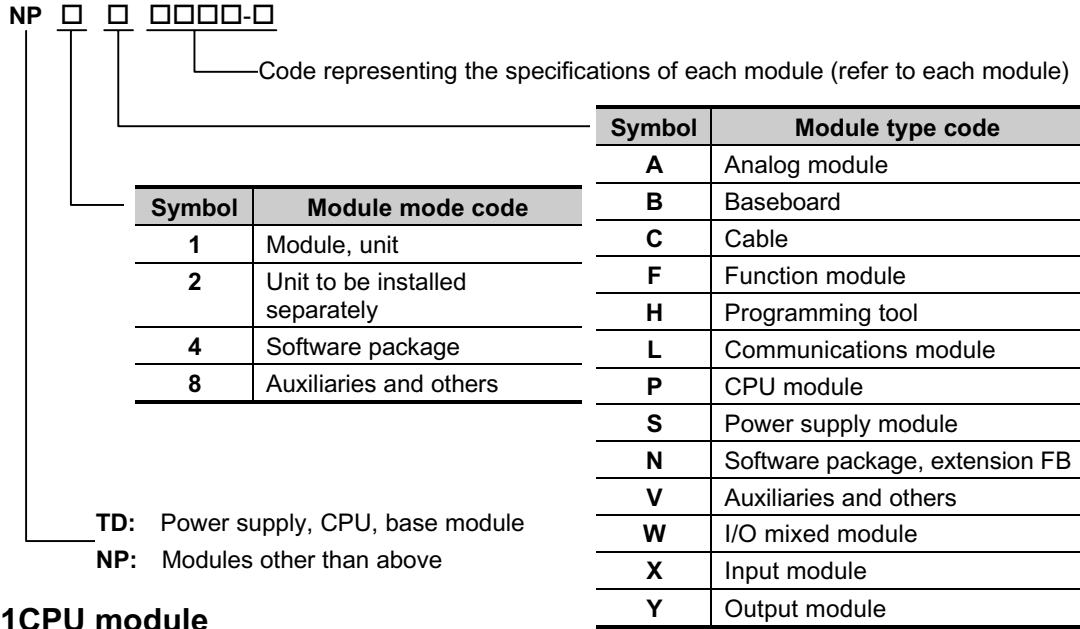 NP □ □ □□□□-□
Code representing the specifications of each module (refer to each module)
Symbol Module type code
A Analog module
B Baseboard
C Cable
F Function module
H Programming tool
L Communications module
P CPU module
S Power supply module
N Software package, extension FB
V Auxiliaries and others
W I/O mixed module
X Input module
Y Output module
Symbol Module mode code
1 Module, unit
2 Unit to be installed
separately
4 Software package
8 Auxiliaries and others
TD: Power supply, CPU, base module
NP: Modules other than above
1CPU module